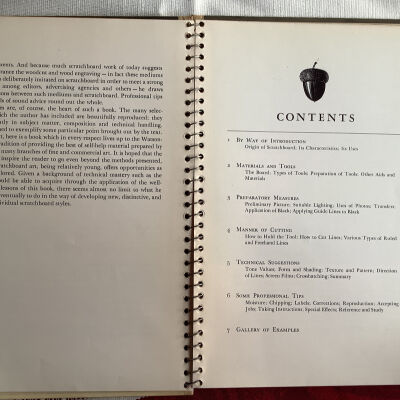 ments. And because much scratchboard work of today suggests
the woodcut and wood engraving — in fact these mediums
deliberately imitated on scratchboard in order to meet a strong
among editors, advertising agencies and others — he draws
between such mediums and scratchboard. Professional tips
of sound advice round out the whole.
are, of course, the heart of such a book. The many selec-
the author has included are beautifully reproduced; they
in subject matter, composition and technical handling.
to exemplify some particular point brought out by the text.
here is a book which in every respect lives up to the Watson-
of providing the best of self-help material prepared by
many branches of fine and commercial art. It is hoped that the
inspire the reader to go even beyond the methods presented,
scratchboard art, being relatively young, offers opportunities as
Given a background of technical mastery such as the
be able to acquire through the application of the well-
lessons of this book, there seems almost no limit to what he
eventually to do in the way of developing new, distinctive, and
individual scratchboard styles.
CONTENTS
1 By Way of Introduction
Origin of Scratchboard; Its Characteristics; Its Uses
2 Materials and Tools
The Board; Types of Tools; Preparation of Tools; Other Aids and
Materials
3 Preparatory Measures
Preliminary Picture; Suitable Lighting; Uses of Photos; Transfer;
Application of Black; Applying Guide Lines in Black
4 Manner of Cutting
How to Hold the Tool; How to Cut Lines; Various Types of Ruled
and Freehand Lines
5 Technical Suggestions
Tone Values; Form and Shading; Texture and Pattern; Direction
of Lines; Screen Films; Crosshatching; Summary
6 Some Professional Tips
Moisture; Chipping; Labels; Corrections; Reproduction; Accepting
Jobs; Taking Instructions; Special Effects; Reference and Study
7 Gallery of Examples